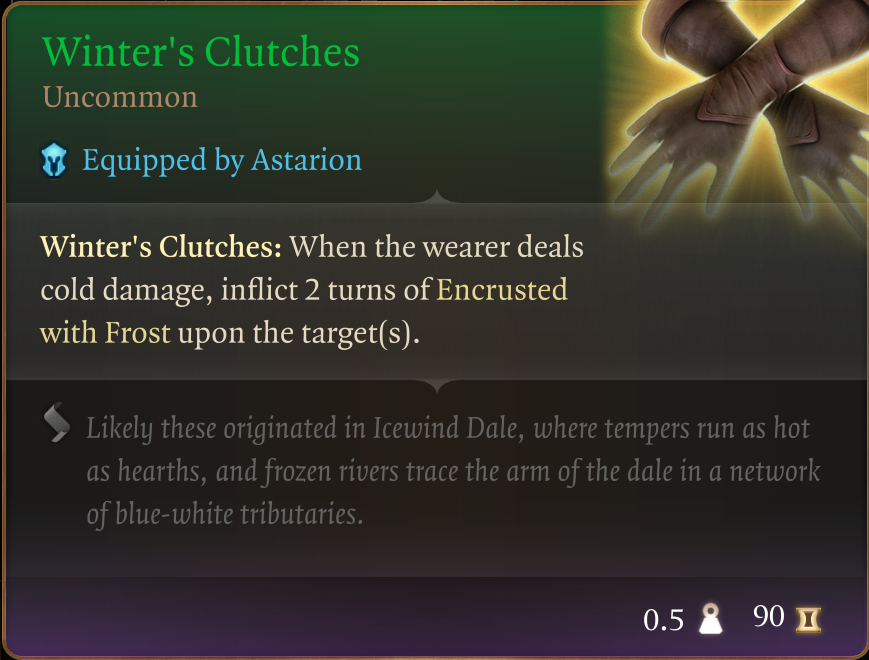 Winter's Clutches
Uncommon
Equipped by Astarion
Winter's Clutches: When the wearer deals
cold damage, inflict 2 turns of Encrusted
with Frost upon the target(s).
Likely these originated in Icewind Dale, where tempers run as hot
as hearths, and frozen rivers trace the arm of the dale in a network
of blue-white tributaries.
0.5 90